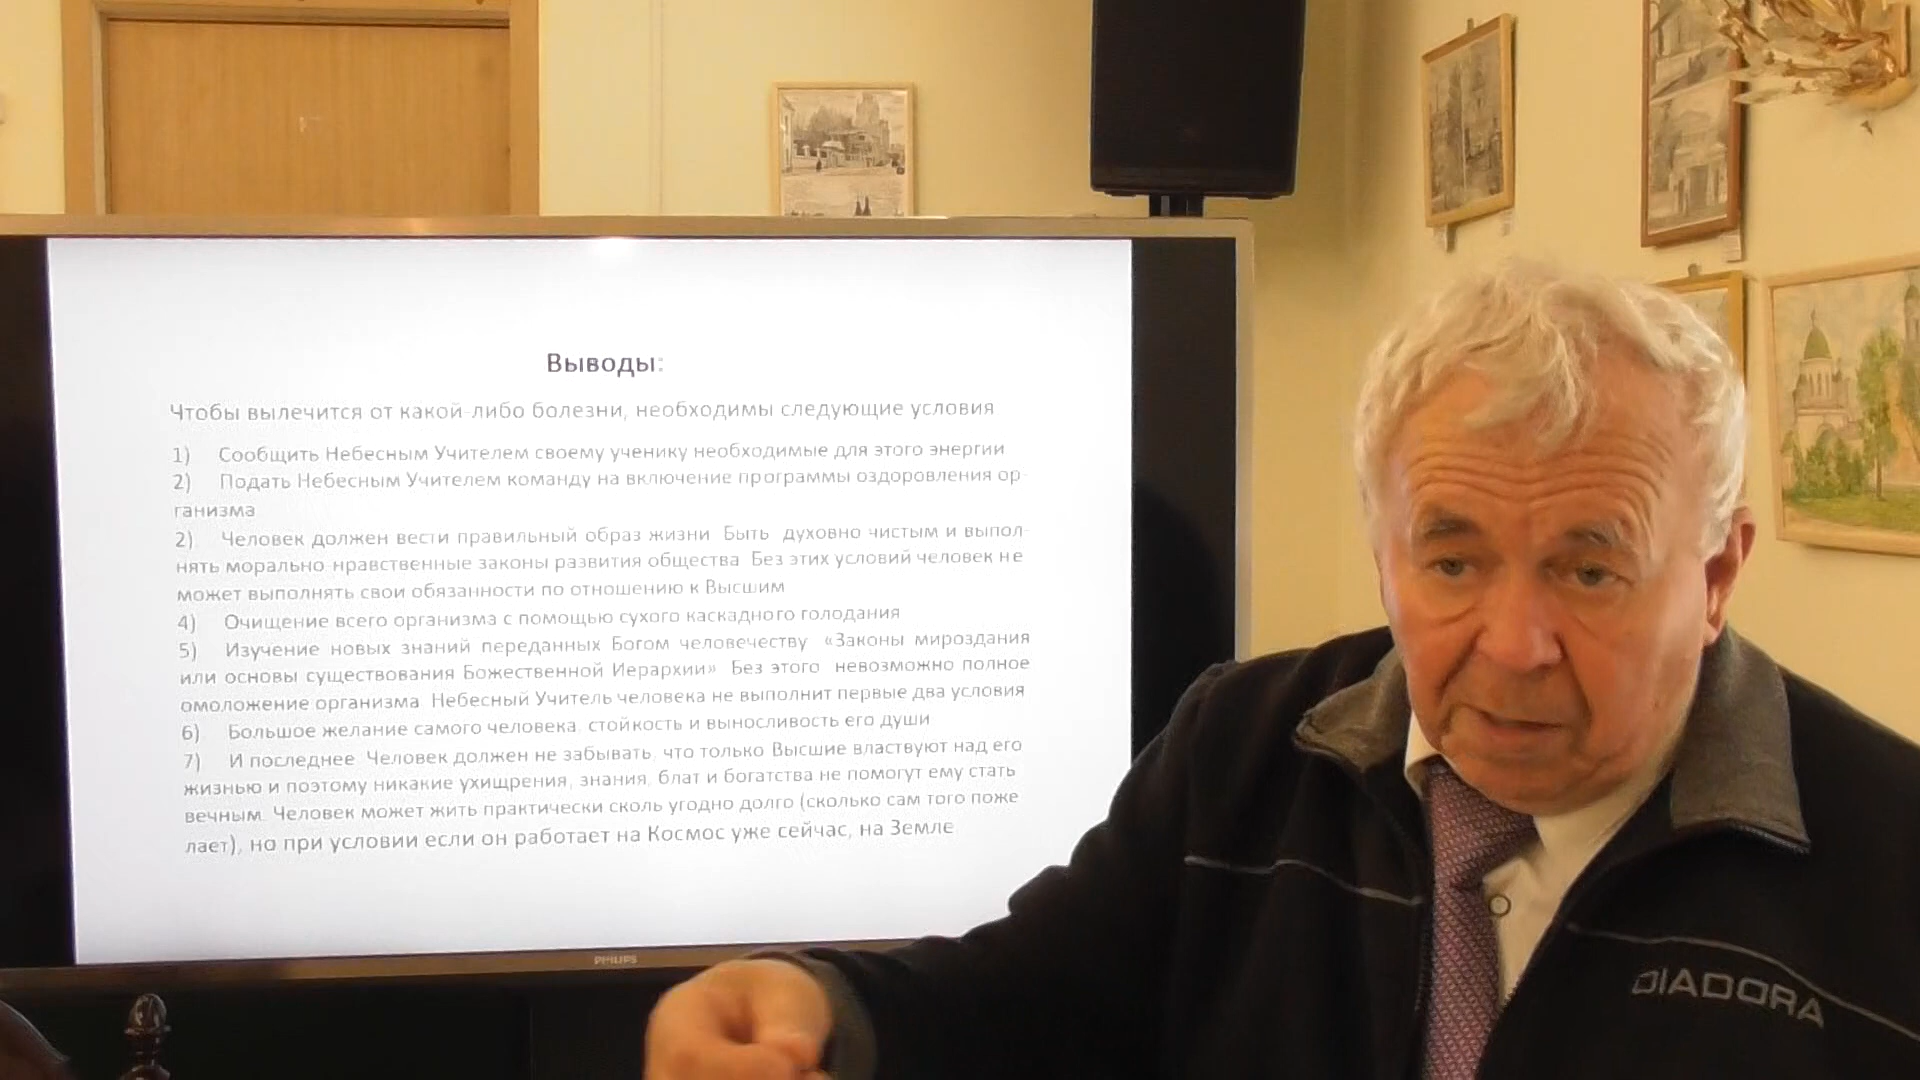 Выводы:
Чтобы вылечится от какой-либо болезни, необходимы следующие условия
1) Сообщить Небесным Учителем своему ученику необходимые для этого энергии
2) Подать Небесным Учителем команду на включение программы оздоровления ор-
ганизма
2) Человек должен вести правильный образ жизни. Быть духовно чистым и выпол-
нять морально-нравственные законы развития общества. Без этих условий человек не
может выполнять свои обязанности по отношению к Высшим
4) Очищение всего организма с помощью сухого каскадного голодания
5) Изучение новых знаний переданных Богом человечеству «Законы мироздания
или основы существования Божественной Иерархии». Без этого невозможно полное
омоложение организма. Небесный Учитель человека не выполнит первые два условия
6) Большое желание самого человека, стойкость и выносливость его души
7) И последнее. Человек должен не забывать, что только Высшие властвуют над его
жизнью и поэтому никакие ухищрения, знания, блат и богатства не помогут ему стать
вечным. Человек может жить практически сколь угодно долго (сколько сам того поже
лает), но при условии если он работает на Космос уже сейчас, на Земле
PHILIPS
DIADORA